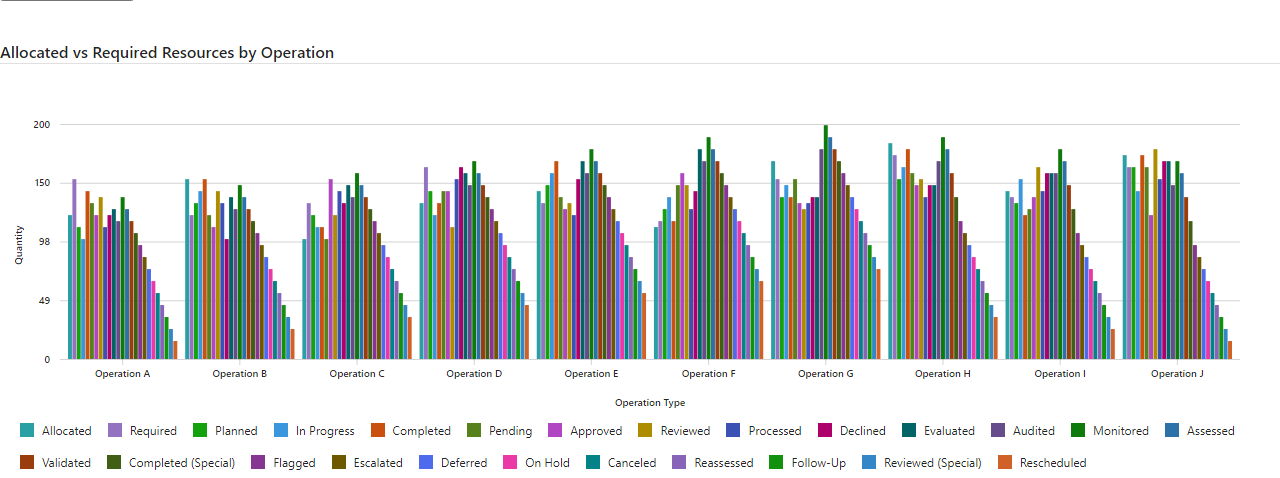 Allocated vs Required Resources by Operation
200
150
98
49
0
Quantity
Operation A Operation B Operation C Operation D Operation E Operation F Operation G Operation H Operation I Operation J
Operation Type
Allocated Required Planned In Progress Completed Pending Approved Reviewed Processed Declined Evaluated Audited Monitored Assessed
Validated Completed (Special) Flagged Escalated Deferred On Hold Canceled Reassessed Follow-Up Reviewed (Special) Rescheduled